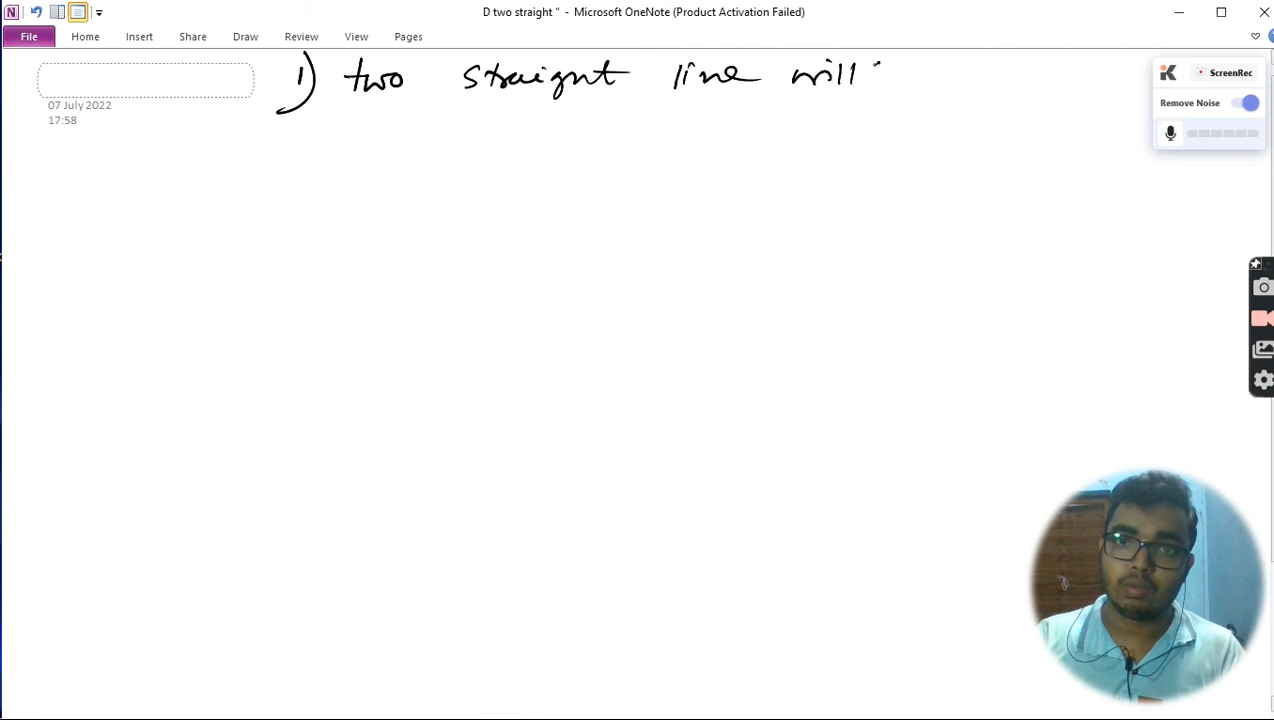 D two straight " - Microsoft OneNote (Product Activation Failed)
File Home Insert Share Draw Review View Pages
1) two straight line will
ScreenRec
Remove Noise
07 July 2022
17:58